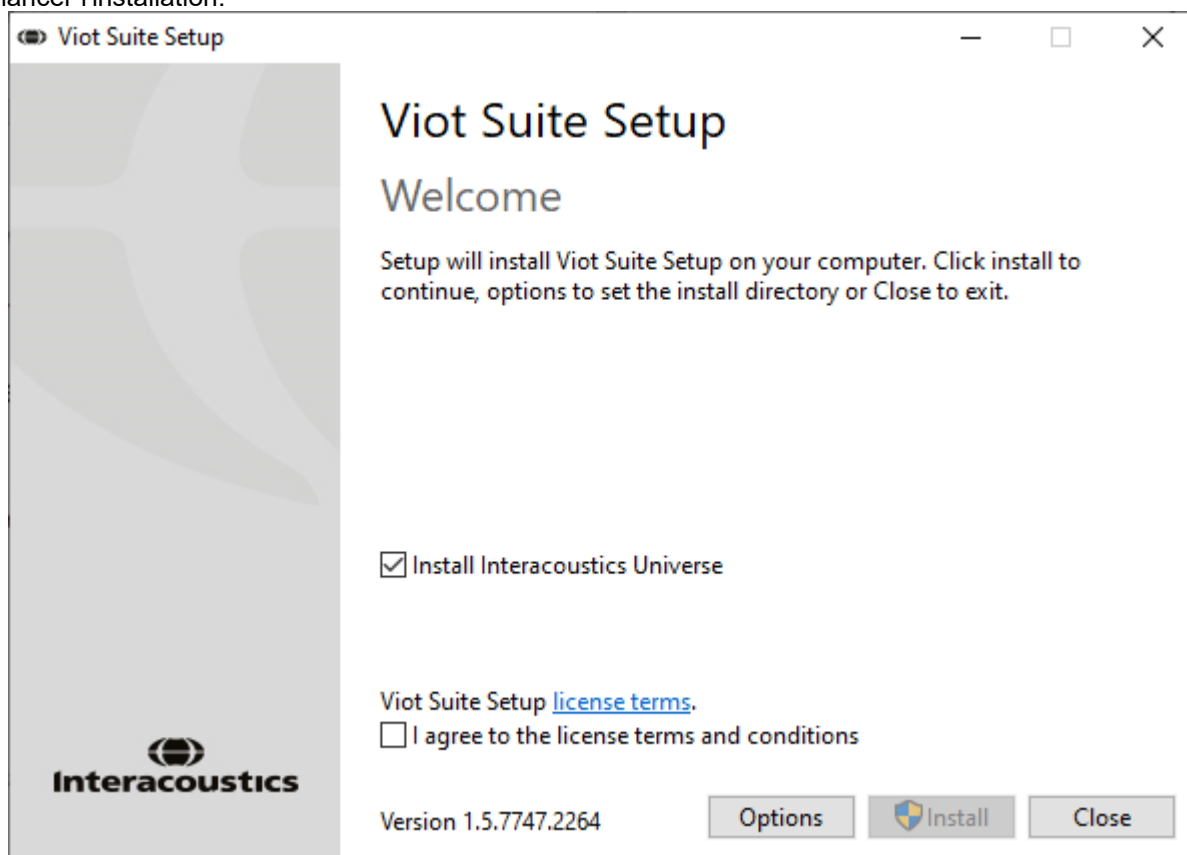 l'installation.
Viot Suite Setup
Viot Suite Setup
Welcome
Setup will install Viot Suite Setup on your computer. Click install to
continue, options to set the install directory or Close to exit.
Install Interacoustics Universe
Viot Suite Setup license terms.
I agree to the license terms and conditions
Interacoustics
Version 1.5.7747.2264
Options
Install
Close